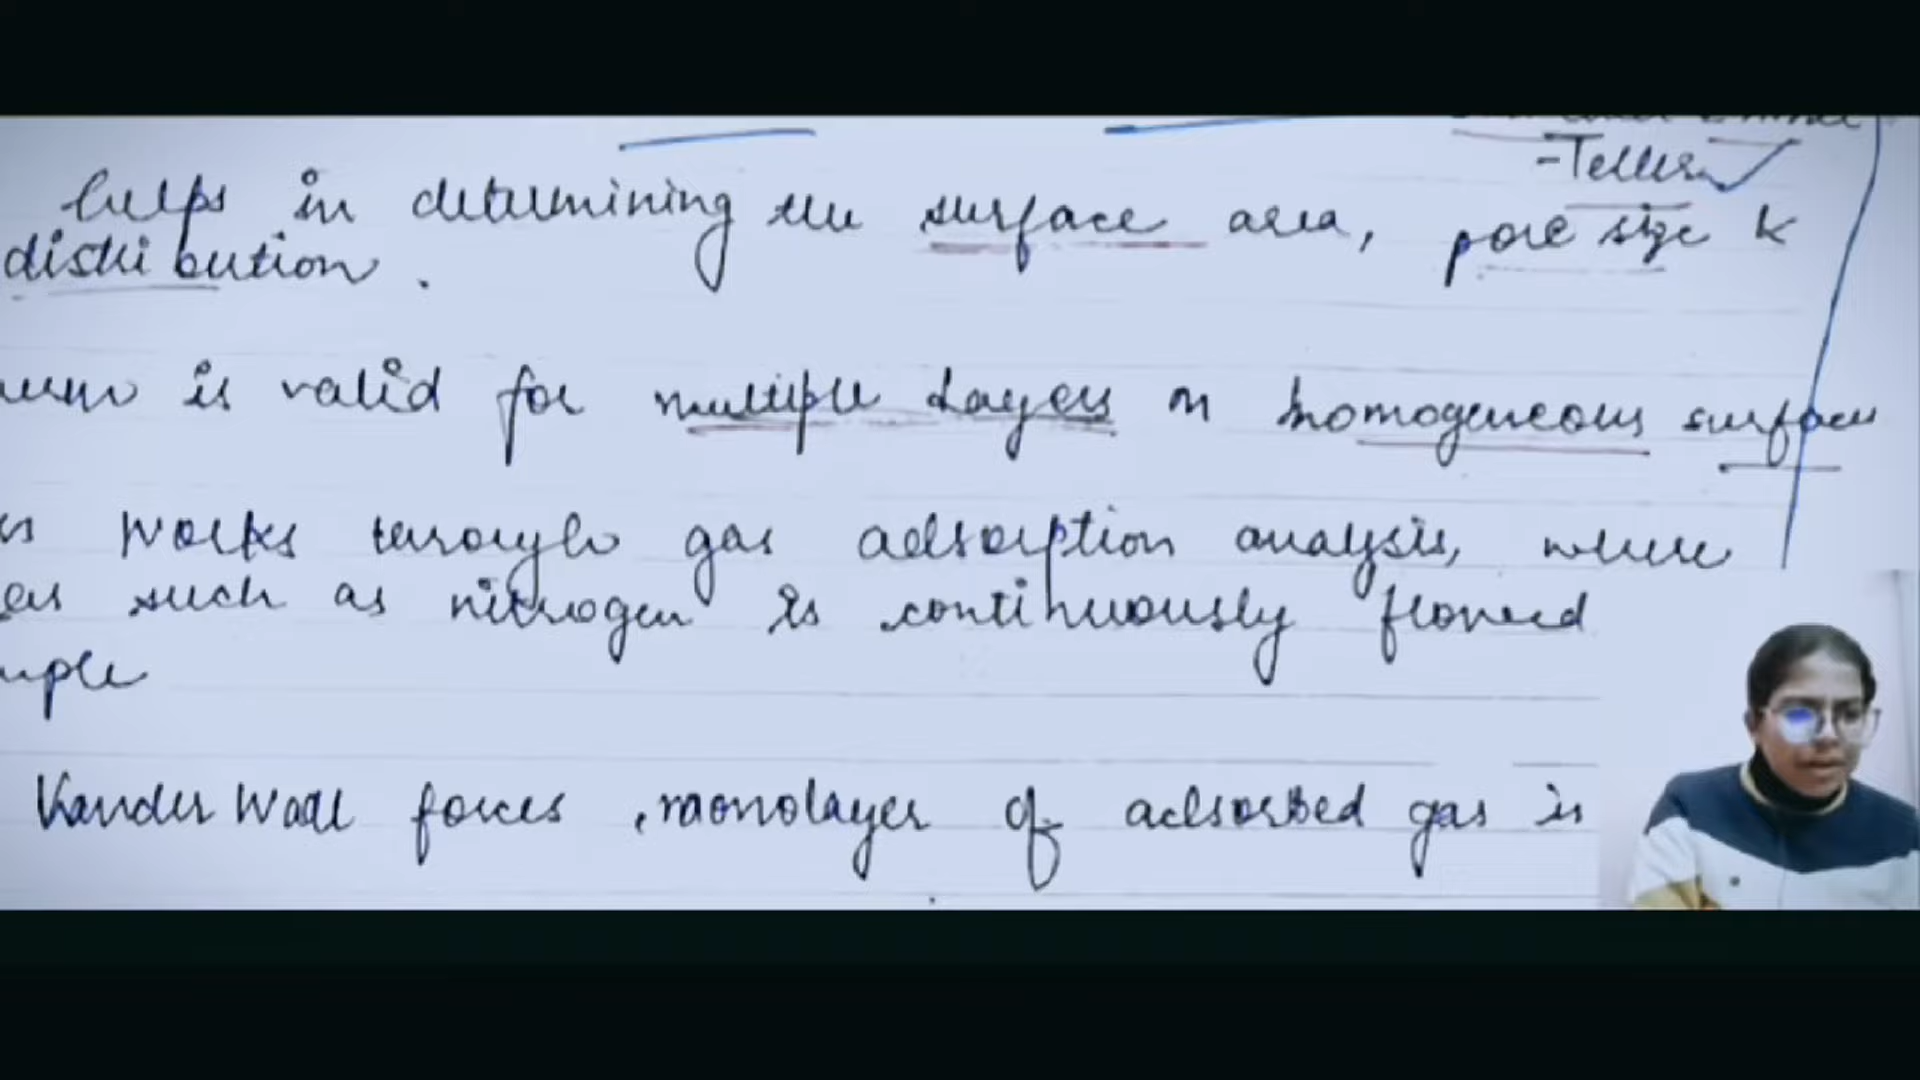 -Teller
helps in determining the surface area, pore size &
distribution.
is valid for multiple layers on homogeneous surfaces
works through gas adsorption analysis, where
such as nitrogen is continuously flowed
Vander Waal forces, monolayer of adsorbed gas is